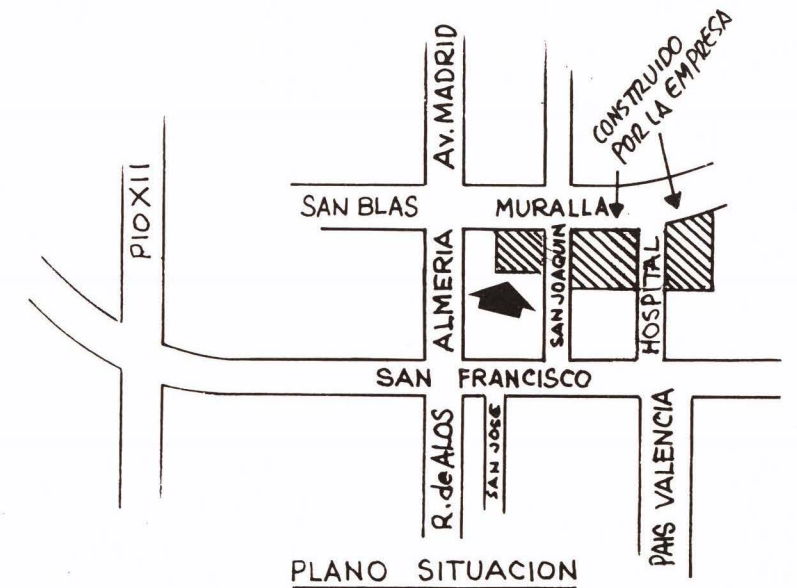 CONSTRUIDO
POR LA EMPRESA
Av. MADRID
PIO XII
SAN BLAS
MURALLA
ALMERIA
SAN JOAQUIN
HOSPITAL
SAN FRANCISCO
R. de ALOS
SAN JOSE
PAIS VALENCIA
PLANO SITUACION